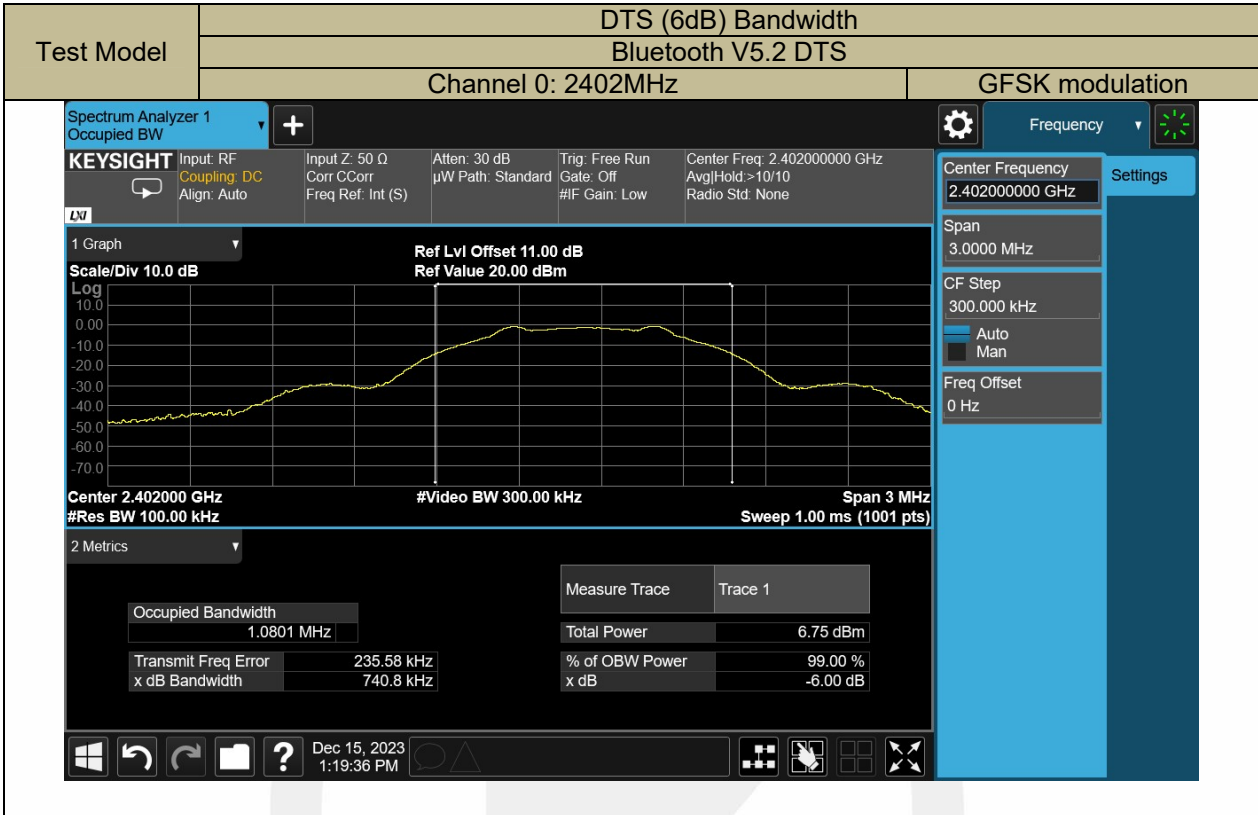 Test Model
DTS (6dB) Bandwidth
Bluetooth V5.2 DTS
Channel 0: 2402MHz
GFSK modulation
Spectrum Analyzer 1
Occupied BW
+
Frequency
KEYSIGHT
LXI
Input: RF
Coupling: DC
Align: Auto
Input Z: 50 Ω
Corr CCorr
Freq Ref: Int (S)
Atten: 30 dB
µW Path: Standard
Trig: Free Run
Gate: Off
#IF Gain: Low
Center Freq: 2.402000000 GHz
Avg|Hold:>10/10
Radio Std: None
Center Frequency
2.402000000 GHz
Settings
Span
3.0000 MHz
CF Step
300.000 kHz
Auto
Man
Freq Offset
0 Hz
1 Graph
Scale/Div 10.0 dB
Ref Lvl Offset 11.00 dB
Ref Value 20.00 dBm
Log
10.0
0.00
-10.0
-20.0
-30.0
-40.0
-50.0
-60.0
-70.0
Center 2.402000 GHz
#Video BW 300.00 kHz
Span 3 MHz
#Res BW 100.00 kHz
Sweep 1.00 ms (1001 pts)
2 Metrics
Measure Trace
Trace 1
Occupied Bandwidth
1.0801 MHz
Total Power
6.75 dBm
Transmit Freq Error
235.58 kHz
% of OBW Power
99.00 %
x dB Bandwidth
740.8 kHz
x dB
-6.00 dB
?
Dec 15, 2023
1:19:36 PM